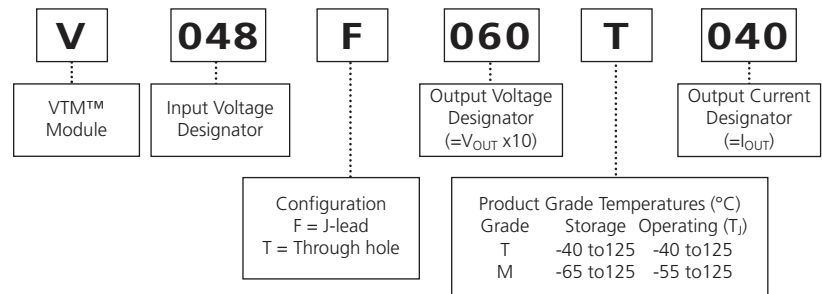 V 048 F 060 T 040
VTM™
Module
Input Voltage
Designator
Output Voltage
Designator
(=VOUT x10)
Output Current
Designator
(=IOUT)
Configuration
F = J-lead
T = Through hole
Product Grade Temperatures (°C)
Grade Storage Operating (TJ)
T -40 to125 -40 to125
M -65 to125 -55 to125